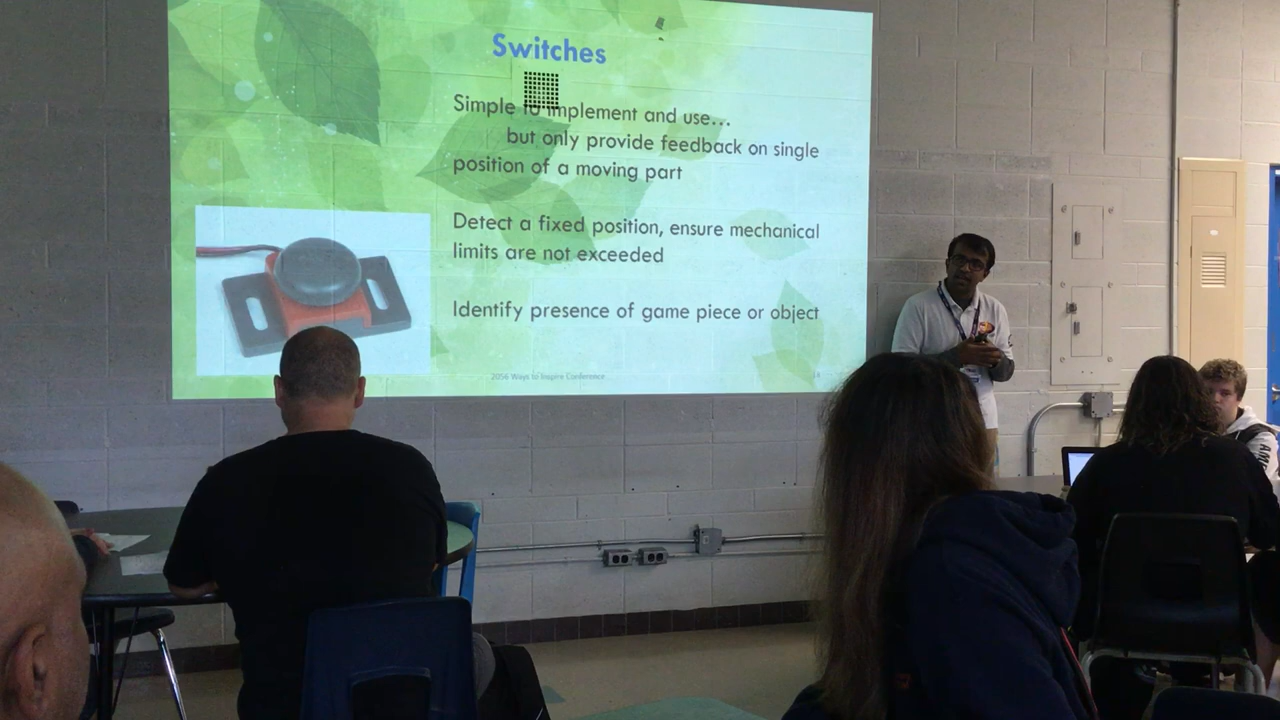 Switches
Simple to implement and use...
but only provide feedback on single
position of a moving part
Detect a fixed position, ensure mechanical
limits are not exceeded
Identify presence of game piece or object
2056 Ways to Inspire Conference